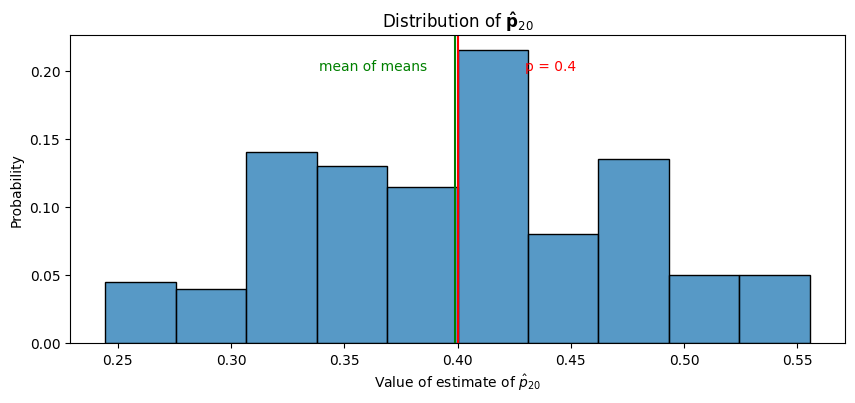 Distribution of p̂₂₀
mean of means
p = 0.4
Probability
0.20
0.15
0.10
0.05
0.00
0.25 0.30 0.35 0.40 0.45 0.50 0.55
Value of estimate of p̂₂₀